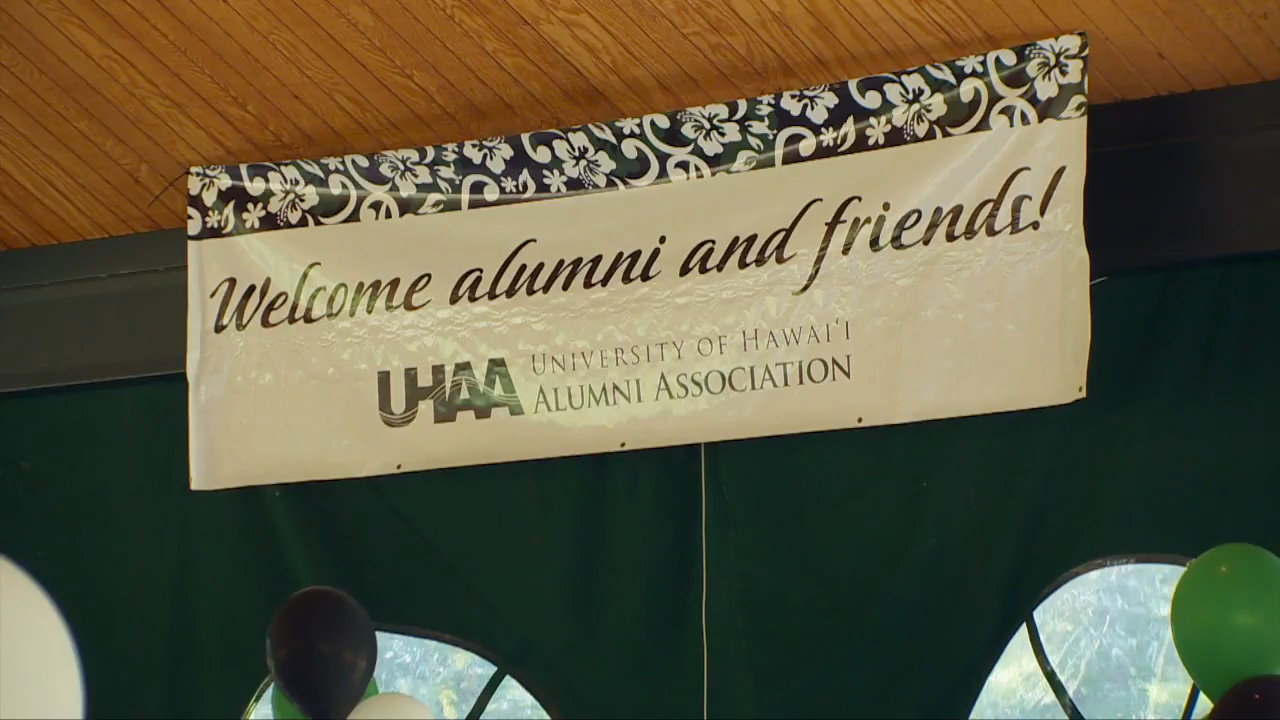 Welcome alumni and friends!
UHAA
University of Hawaiʻi
Alumni Association